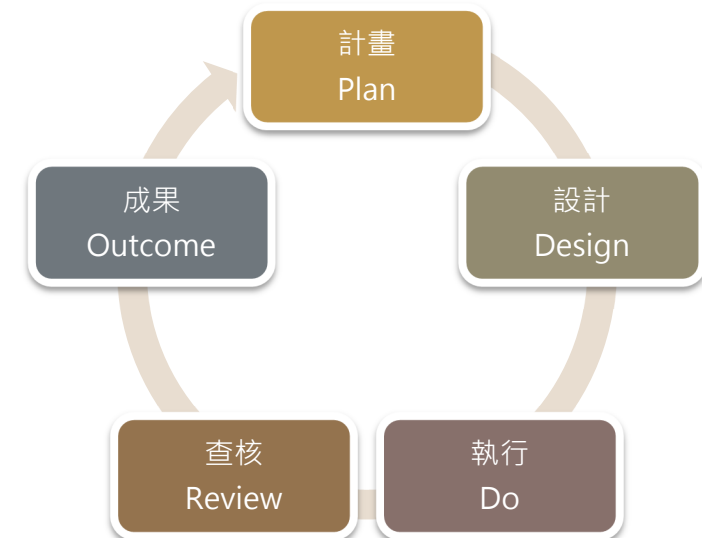 計畫
Plan
設計
Design
執行
Do
查核
Review
成果
Outcome